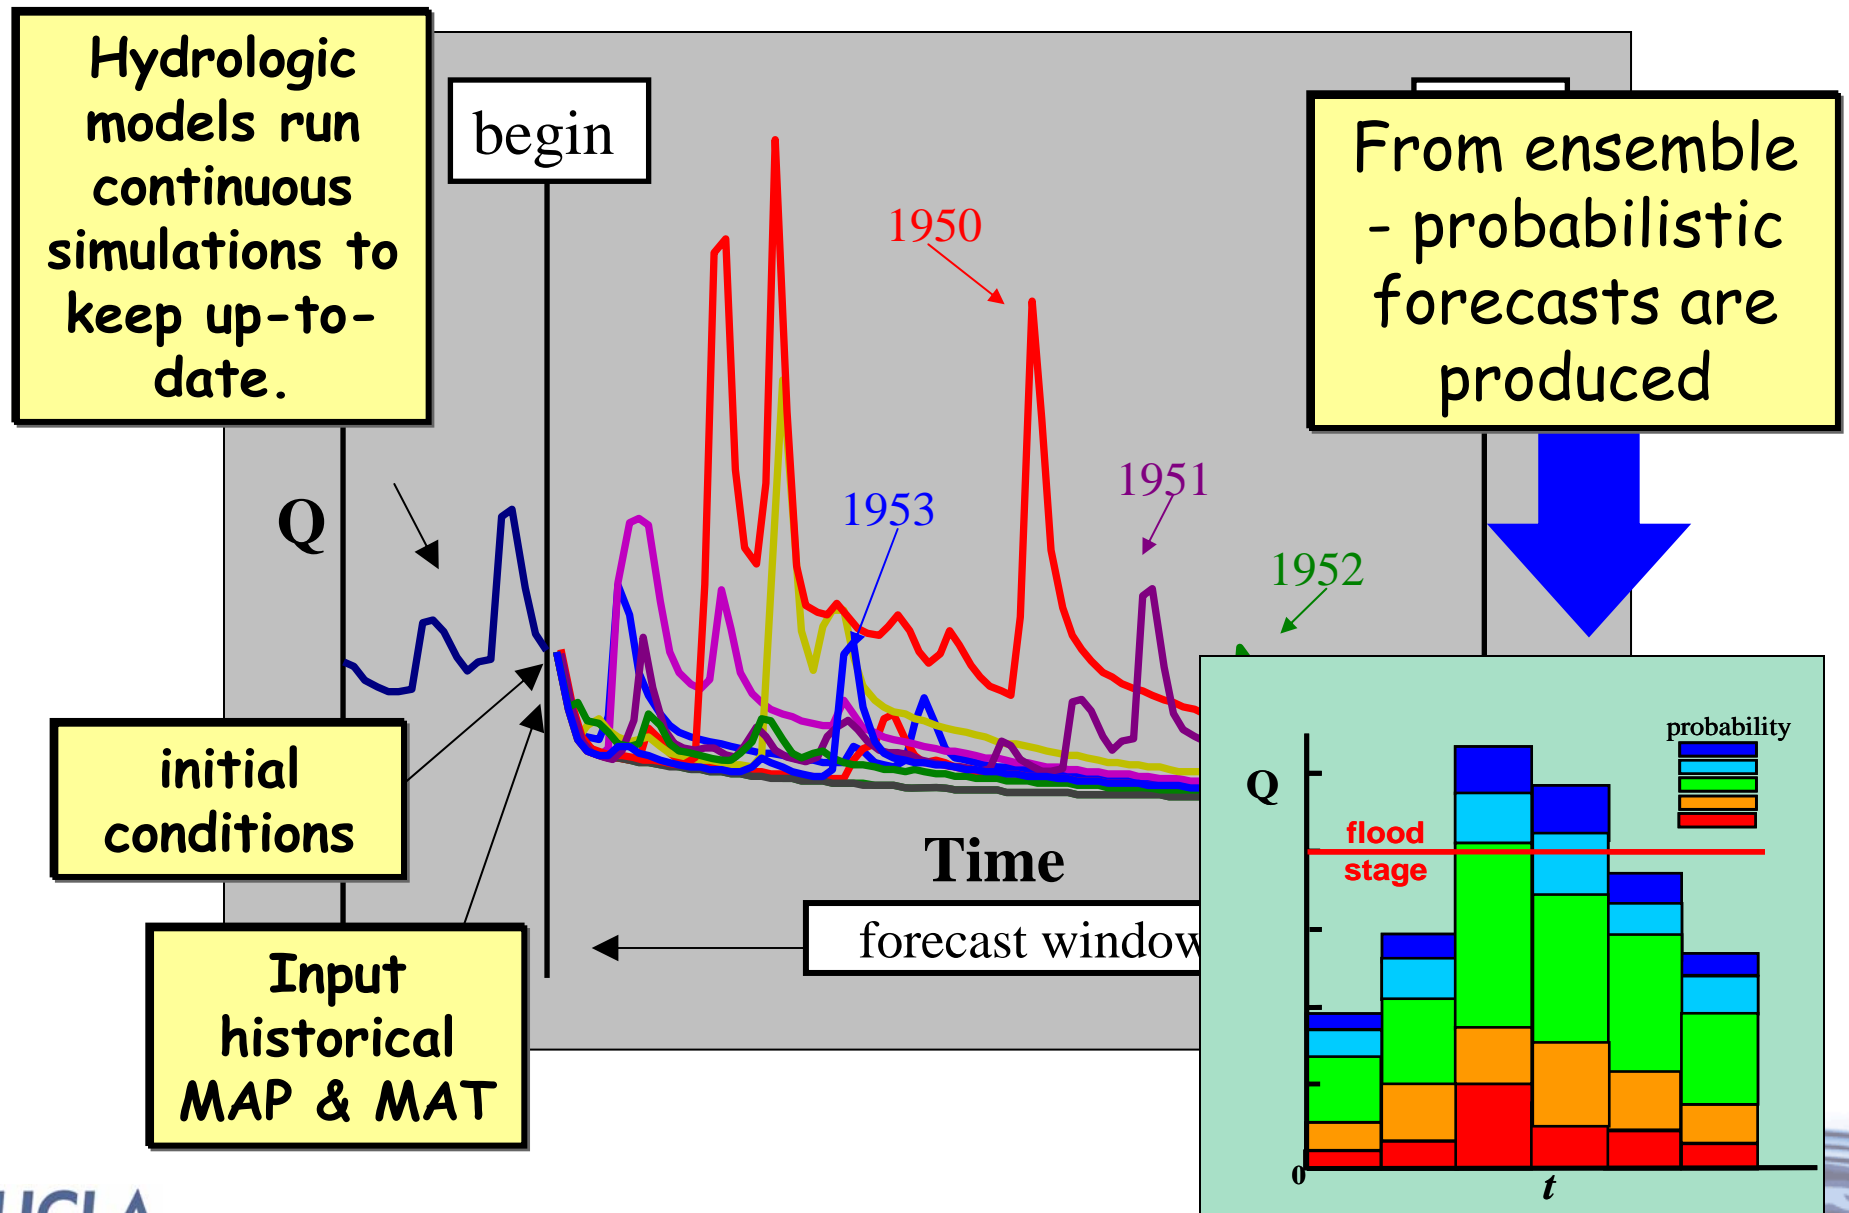 Hydrologic
models run
continuous
simulations to
keep up-to-
date.
begin
From ensemble
- probabilistic
forecasts are
produced
1950
1951
1953
1952
Q
initial
conditions
Time
forecast window
Input
historical
MAP & MAT
probability
Q
flood
stage
0
t
UCLA